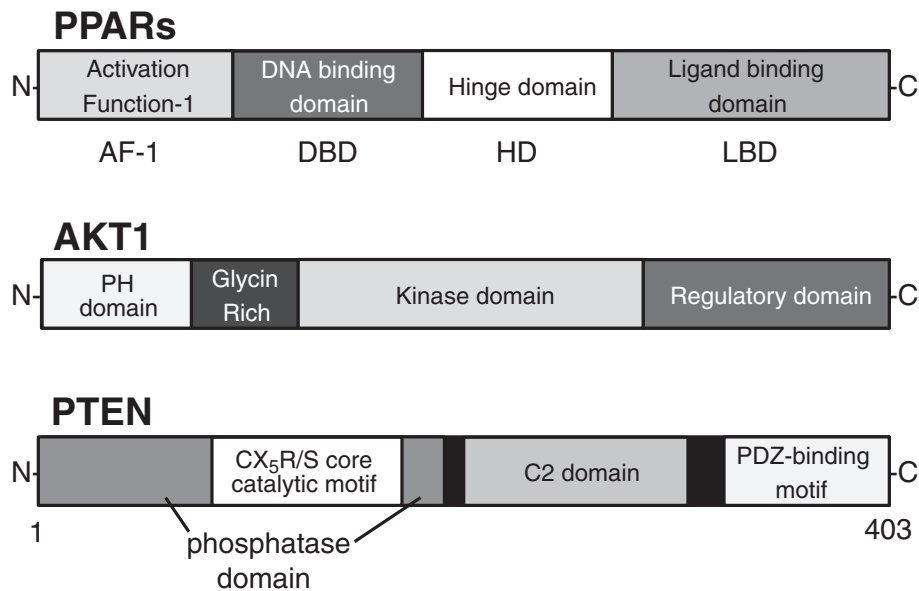 PPARs
N- Activation Function-1 DNA binding domain Hinge domain Ligand binding domain -C
AF-1 DBD HD LBD
AKT1
N- PH domain Glycin Rich Kinase domain Regulatory domain -C
PTEN
N- CX₅R/S core catalytic motif C2 domain PDZ-binding motif -C
1 403
phosphatase
domain